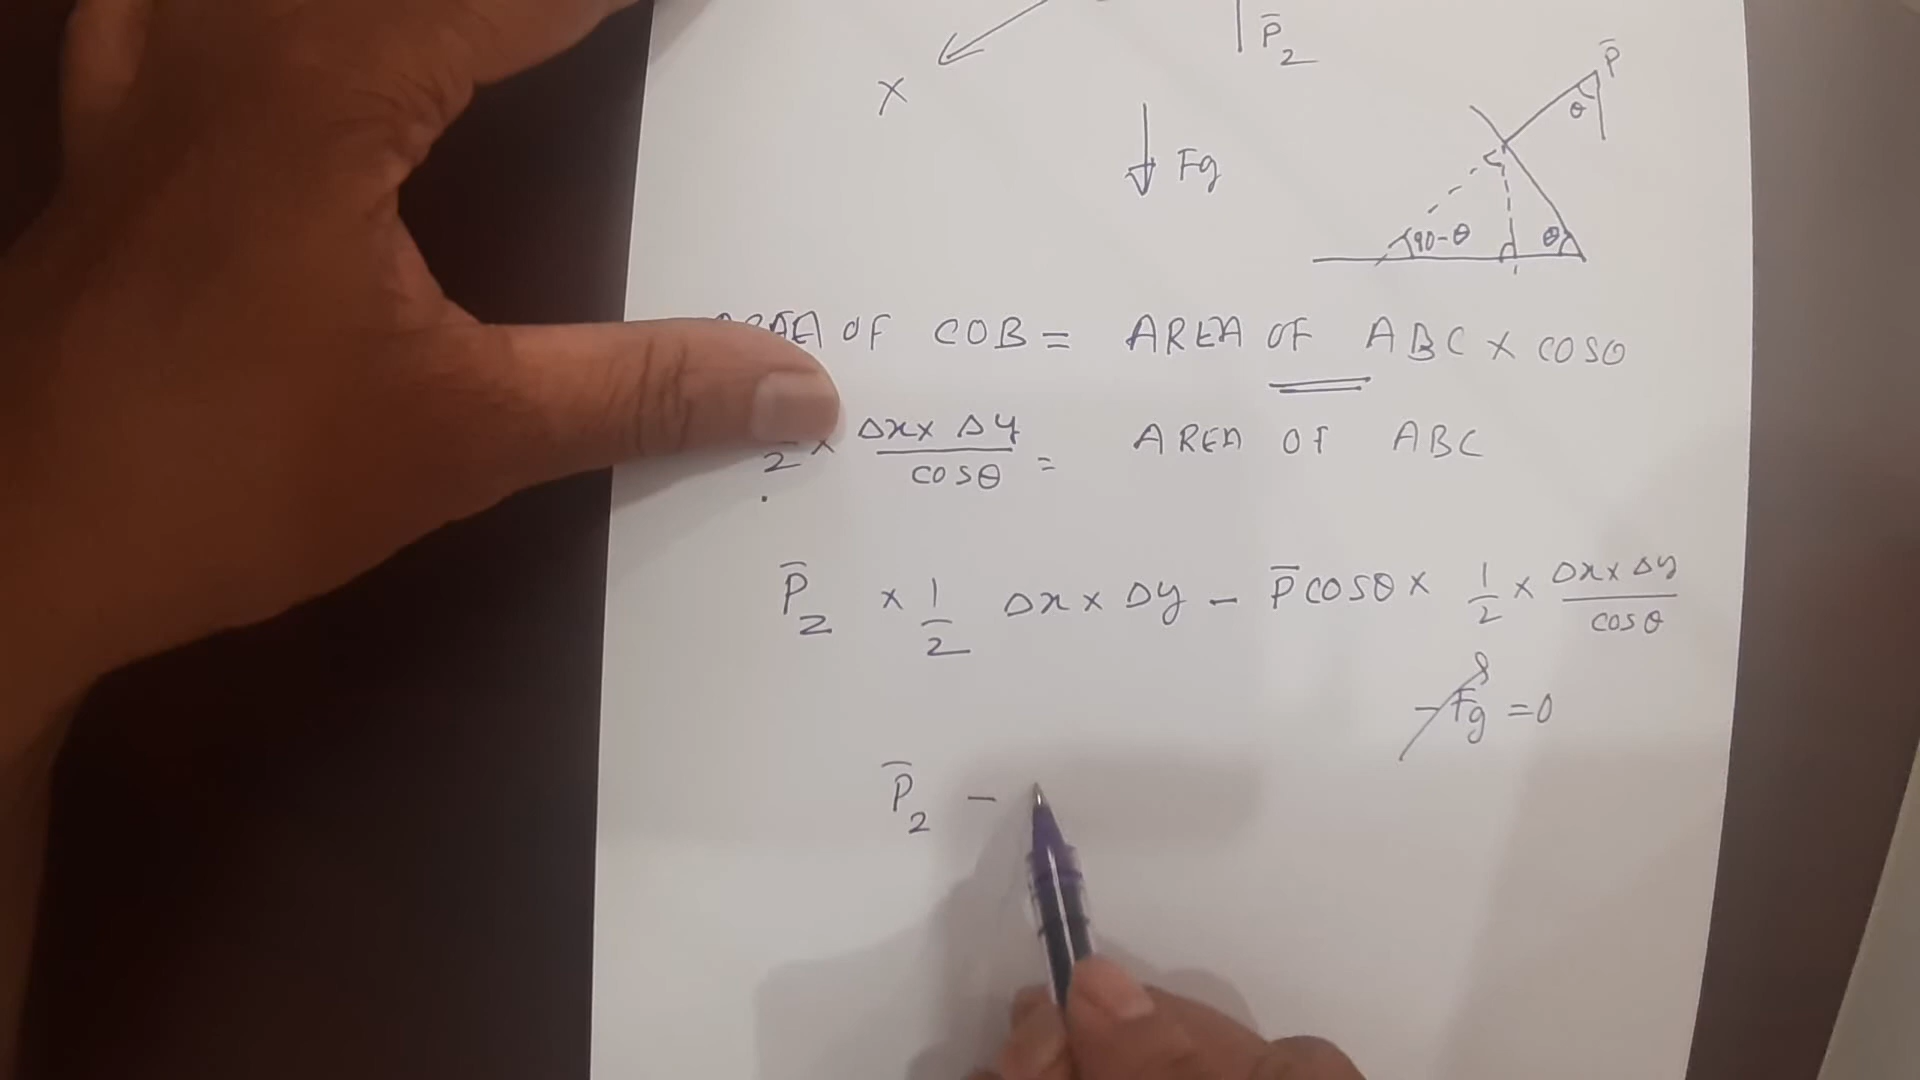 P̄
P̄₂
X
θ
Fg
90-θ θ
OF COB = AREA OF ABC × COSθ
2 × Δx × Δy / cosθ = AREA OF ABC
P̄₂ × 1/2 Δx × Δy - P̄ cosθ × 1/2 × Δx × Δy / cosθ
- Fg = 0
P̄₂ -